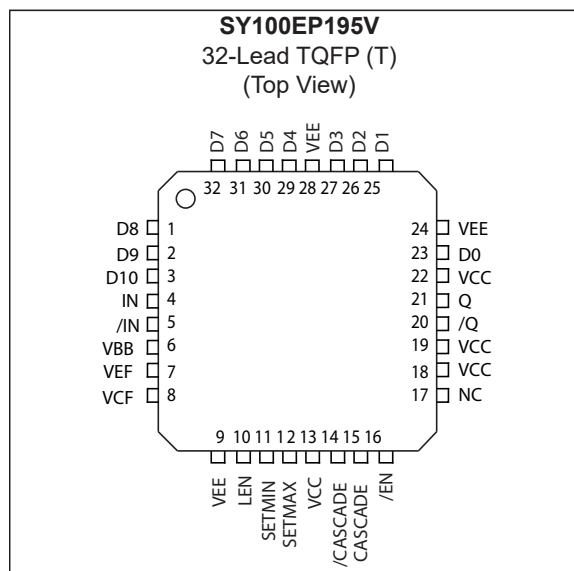 SY100EP195V
32-Lead TQFP (T)
(Top View)
D7 D6 D5 D4 VEE D3 D2 D1
32 31 30 29 28 27 26 25
D8 1 24 VEE
D9 2 23 D0
D10 3 22 VCC
IN 4 21 Q
/IN 5 20 /Q
VBB 6 19 VCC
VEF 7 18 VCC
VCF 8 17 NC
9 10 11 12 13 14 15 16
VEE LEN SETMIN SETMAX VCC /CASCADE CASCADE /EN